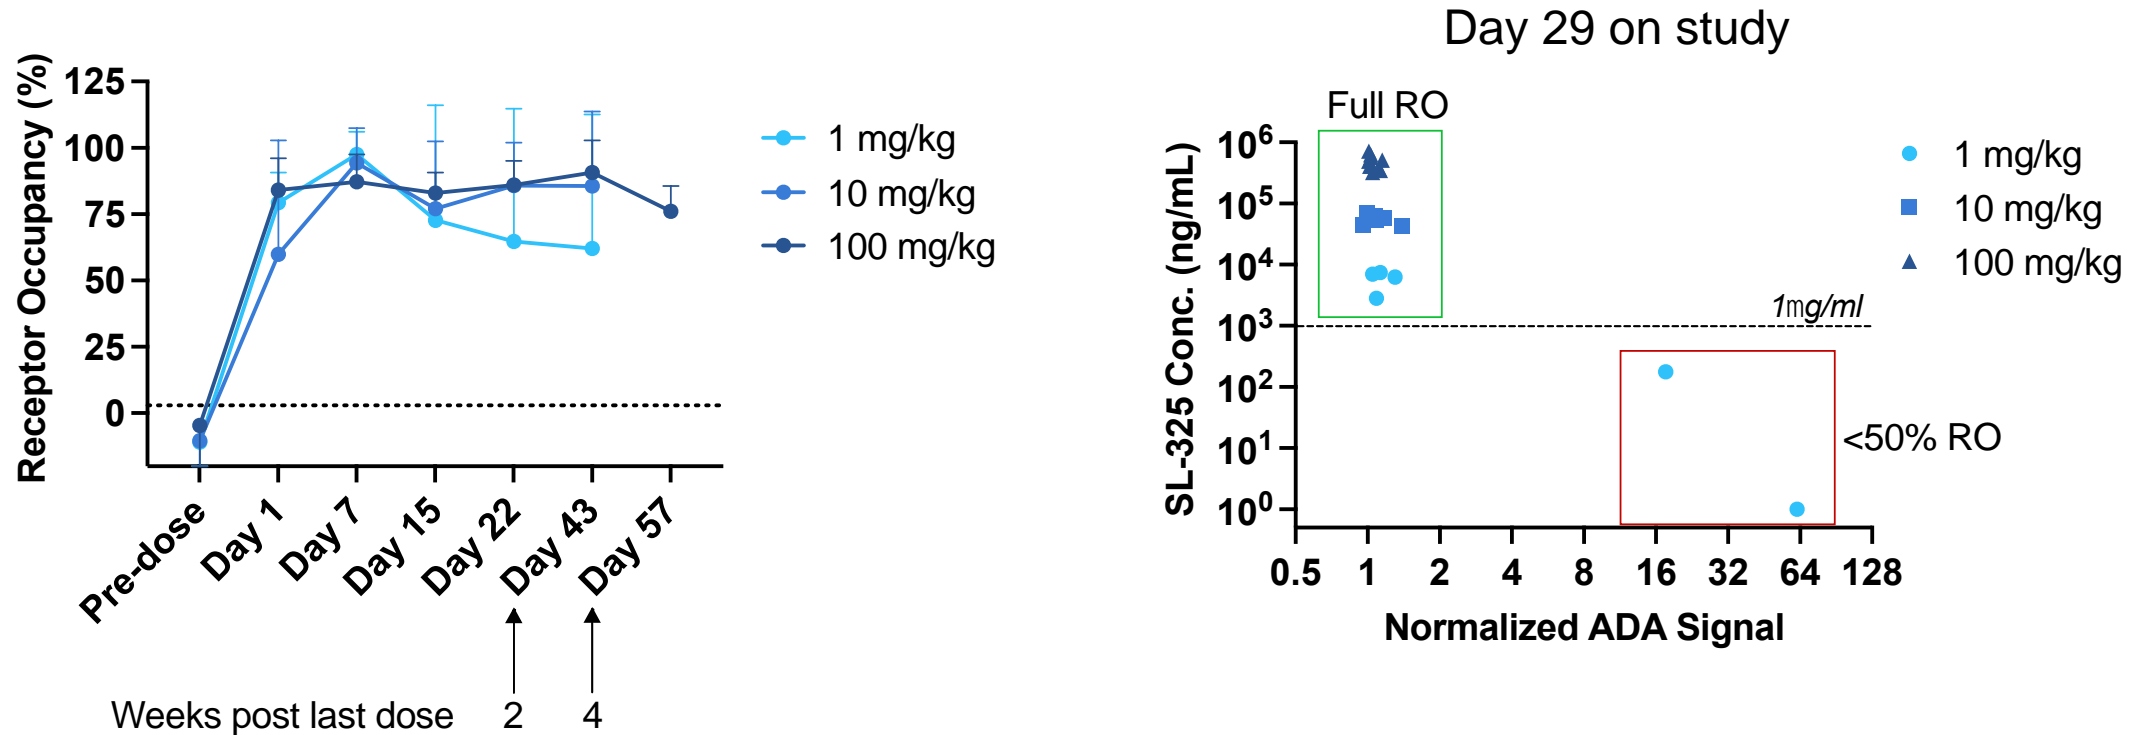 Receptor Occupancy (%)
125
100
75
50
25
0
Pre-dose
Day 1
Day 7
Day 15
Day 22
Day 43
Day 57
Weeks post last dose 2 4
1 mg/kg
10 mg/kg
100 mg/kg
Day 29 on study
Full RO
SL-325 Conc. (ng/mL)
10⁶
10⁵
10⁴
10³
10²
10¹
10⁰
1mg/ml
<50% RO
0.5 1 2 4 8 16 32 64 128
Normalized ADA Signal
1 mg/kg
10 mg/kg
100 mg/kg